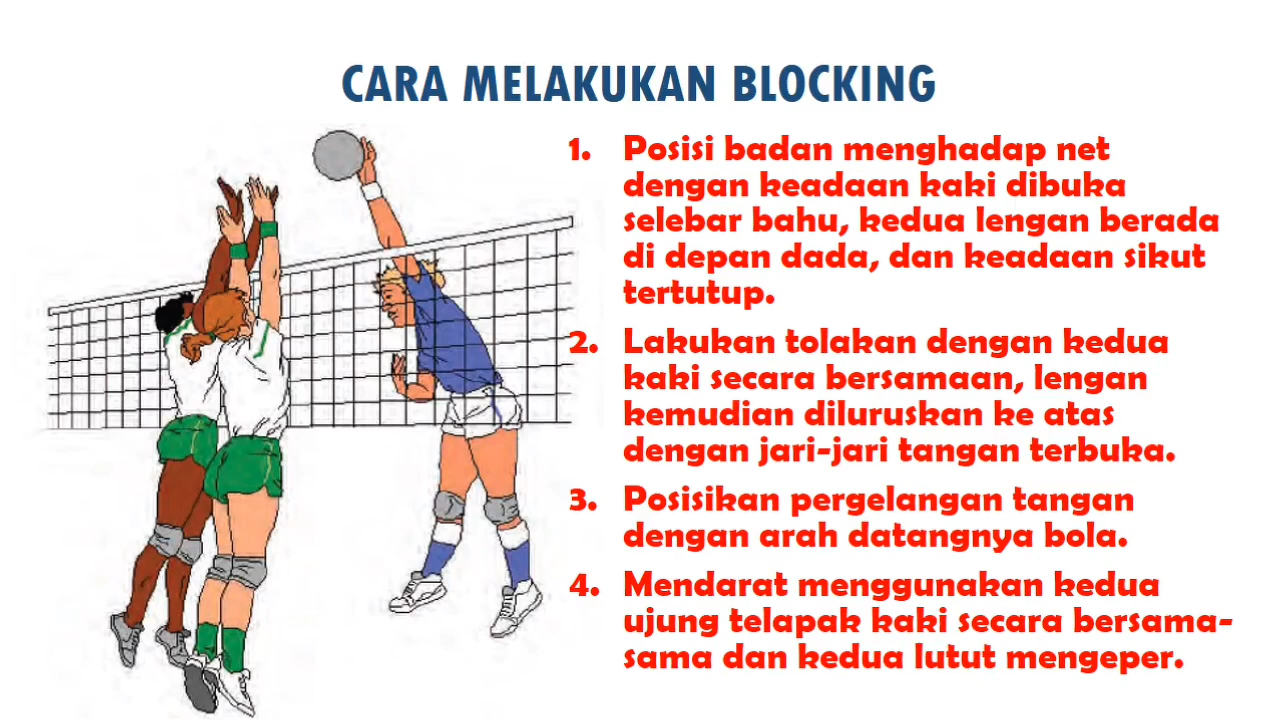 CARA MELAKUKAN BLOCKING
1. Posisi badan menghadap net
dengan keadaan kaki dibuka
selebar bahu, kedua lengan berada
di depan dada, dan keadaan sikut
tertutup.
2. Lakukan tolakan dengan kedua
kaki secara bersamaan, lengan
kemudian diluruskan ke atas
dengan jari-jari tangan terbuka.
3. Posisikan pergelangan tangan
dengan arah datangnya bola.
4. Mendarat menggunakan kedua
ujung telapak kaki secara bersama-
sama dan kedua lutut mengeper.